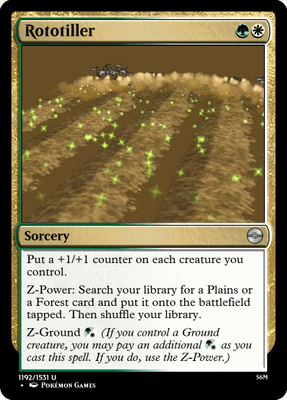 Rototiller
Sorcery
Put a +1/+1 counter on each creature you
control.
Z-Power: Search your library for a Plains or
a Forest card and put it onto the battlefield
tapped. Then shuffle your library.
Z-Ground (If you control a Ground
creature, you may pay an additional as
you cast this spell. If you do, use the Z-Power.)
1192/1531 U
S6M
• Pokémon Games